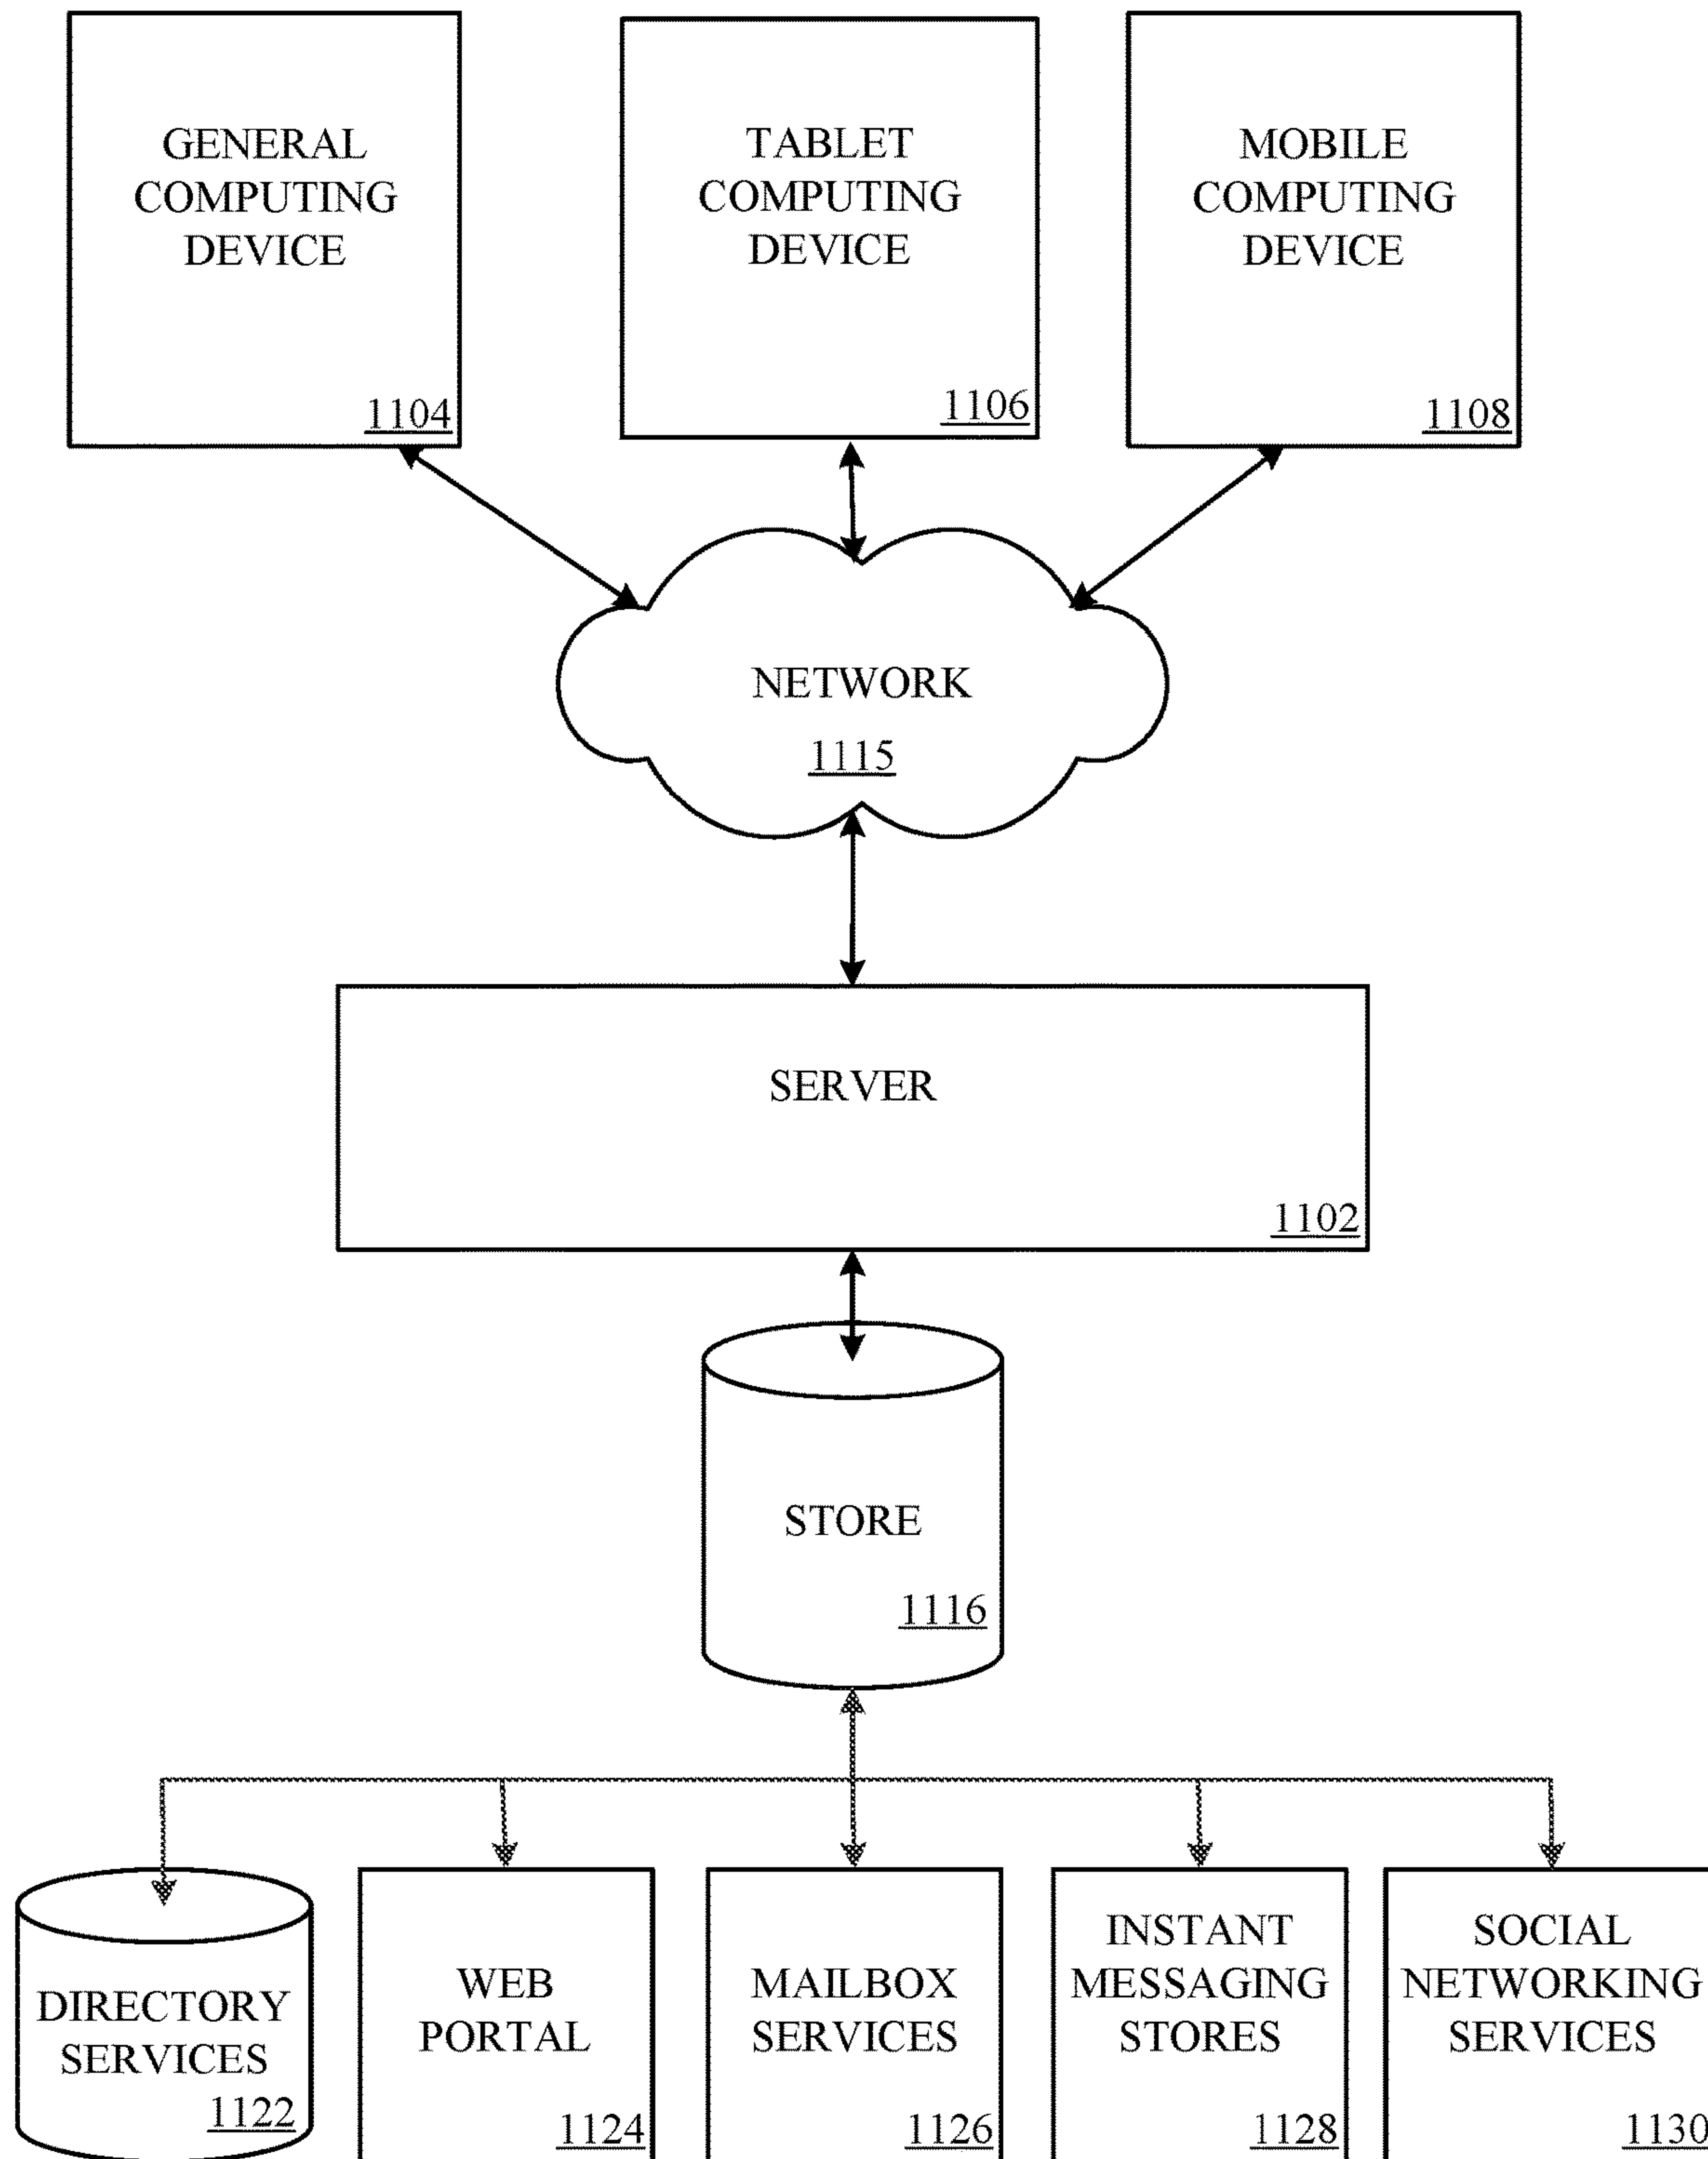 GENERAL
COMPUTING
DEVICE
1104
TABLET
COMPUTING
DEVICE
1106
MOBILE
COMPUTING
DEVICE
1108
NETWORK
1115
SERVER
1102
STORE
1116
DIRECTORY
SERVICES
1122
WEB
PORTAL
1124
MAILBOX
SERVICES
1126
INSTANT
MESSAGING
STORES
1128
SOCIAL
NETWORKING
SERVICES
1130